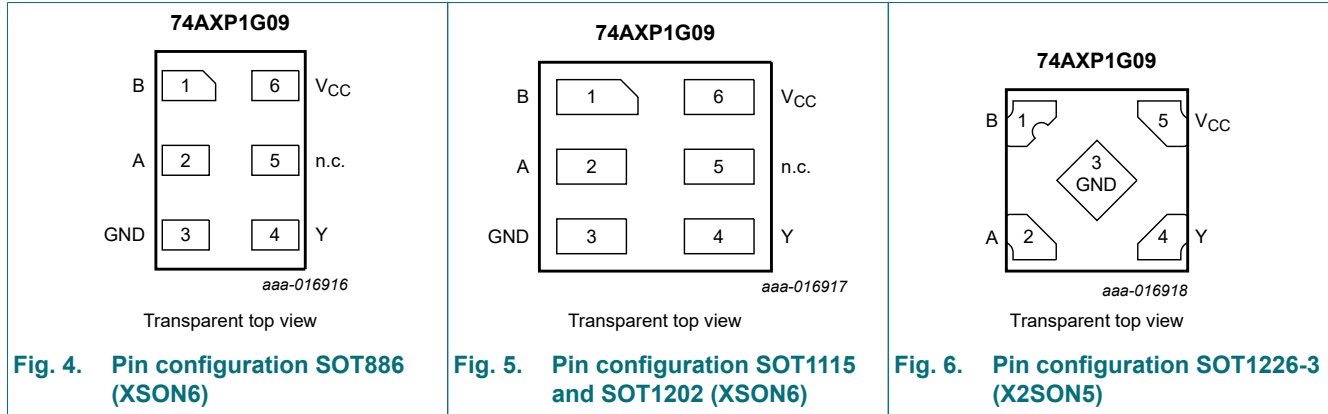 74AXP1G09
B 1 6 VCC
A 2 5 n.c.
GND 3 4 Y
aaa-016916
Transparent top view
Fig. 4. Pin configuration SOT886
(XSON6)
74AXP1G09
B 1 6 VCC
A 2 5 n.c.
GND 3 4 Y
aaa-016917
Transparent top view
Fig. 5. Pin configuration SOT1115
and SOT1202 (XSON6)
74AXP1G09
B 1 5 VCC
3
GND
A 2 4 Y
aaa-016918
Transparent top view
Fig. 6. Pin configuration SOT1226-3
(X2SON5)